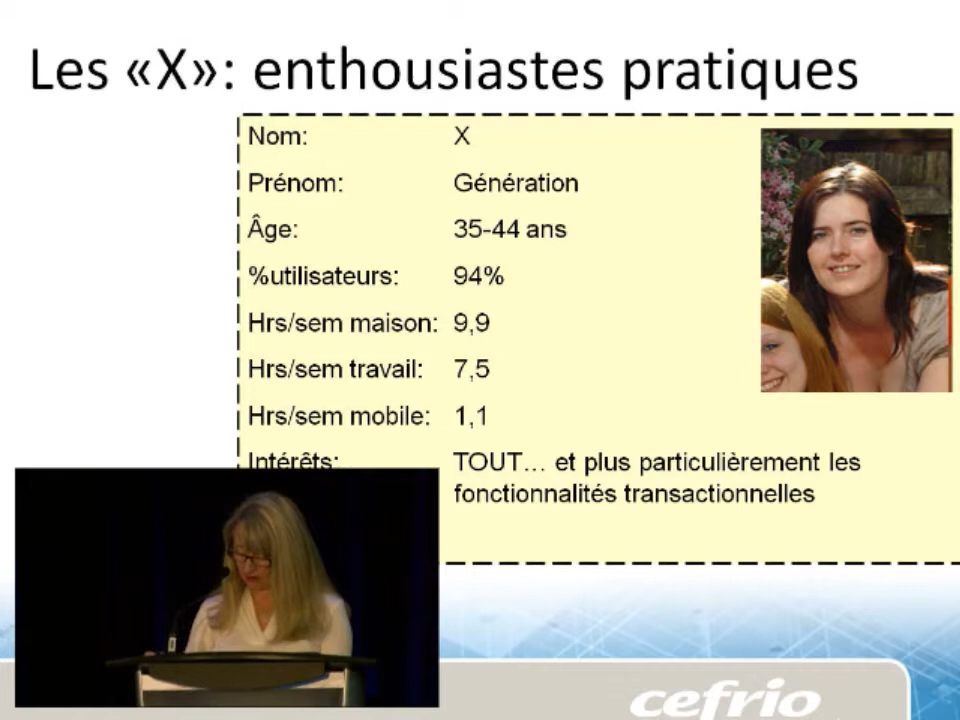 Les «X»: enthousiastes pratiques
Nom: X
Prénom: Génération
Âge: 35-44 ans
%utilisateurs: 94%
Hrs/sem maison: 9,9
Hrs/sem travail: 7,5
Hrs/sem mobile: 1,1
Intérêts: TOUT... et plus particulièrement les
fonctionnalités transactionnelles
cefrio